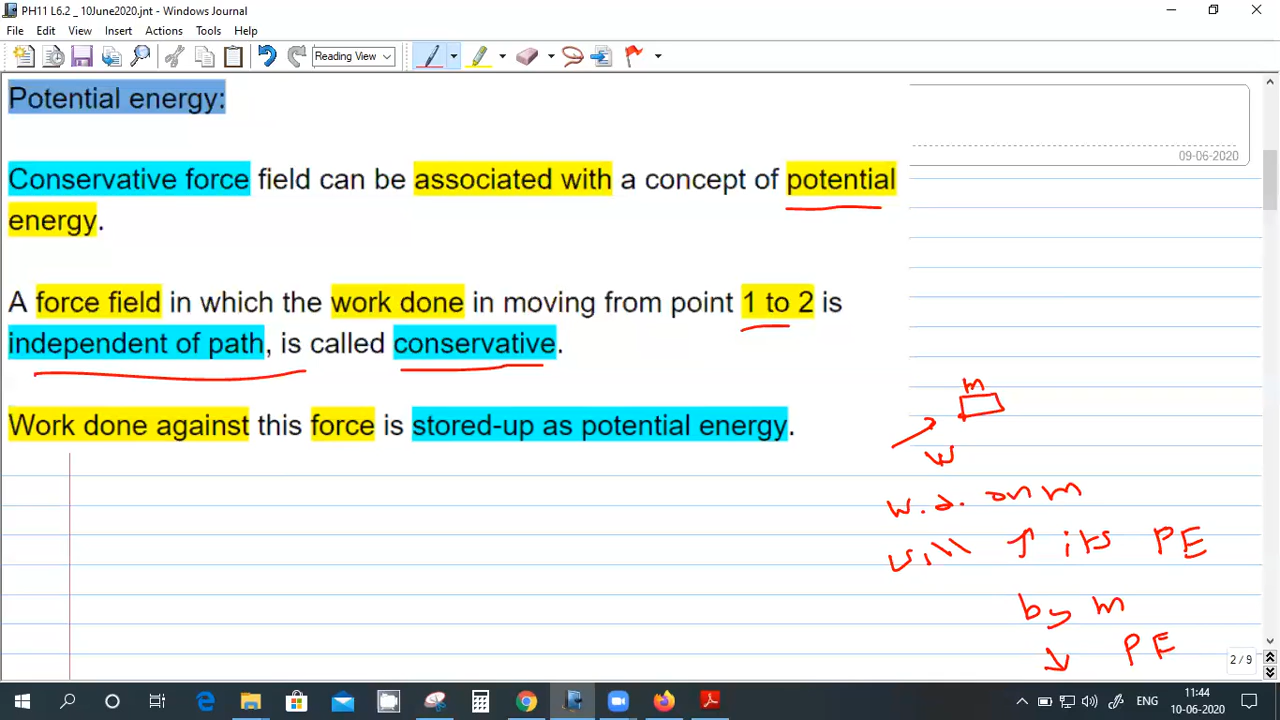 PH11 L6.2 _ 10June2020.jnt - Windows Journal
File Edit View Insert Actions Tools Help
Reading View
Potential energy:
09-06-2020
Conservative force field can be associated with a concept of potential
energy.
A force field in which the work done in moving from point 1 to 2 is
independent of path, is called conservative.
m
Work done against this force is stored-up as potential energy.
W
w.d. on m
will ↑ its PE
by m
↓ PE
2 / 9
ENG
11:44
10-06-2020